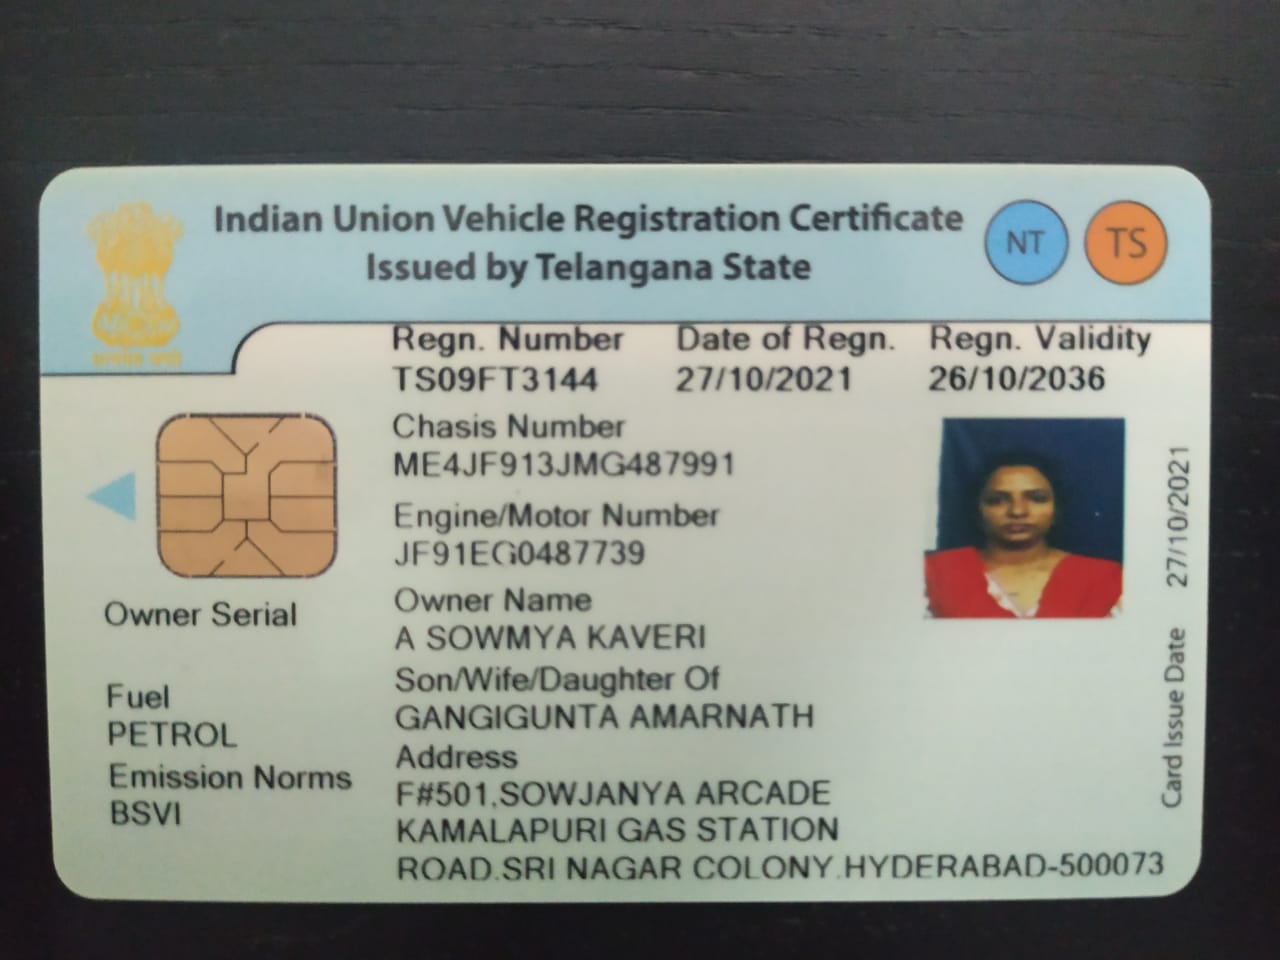 Indian Union Vehicle Registration Certificate
Issued by Telangana State
NT TS
Regn. Number Date of Regn. Regn. Validity
TS09FT3144 27/10/2021 26/10/2036
Chasis Number
ME4JF913JMG487991
Engine/Motor Number
JF91EG0487739
Owner Name
A SOWMYA KAVERI
Son/Wife/Daughter Of
GANGIGUNTA AMARNATH
Address
F#501,SOWJANYA ARCADE
KAMALAPURI GAS STATION
ROAD,SRI NAGAR COLONY,HYDERABAD-500073
Owner Serial
Fuel
PETROL
Emission Norms
BSVI
Card Issue Date 27/10/2021